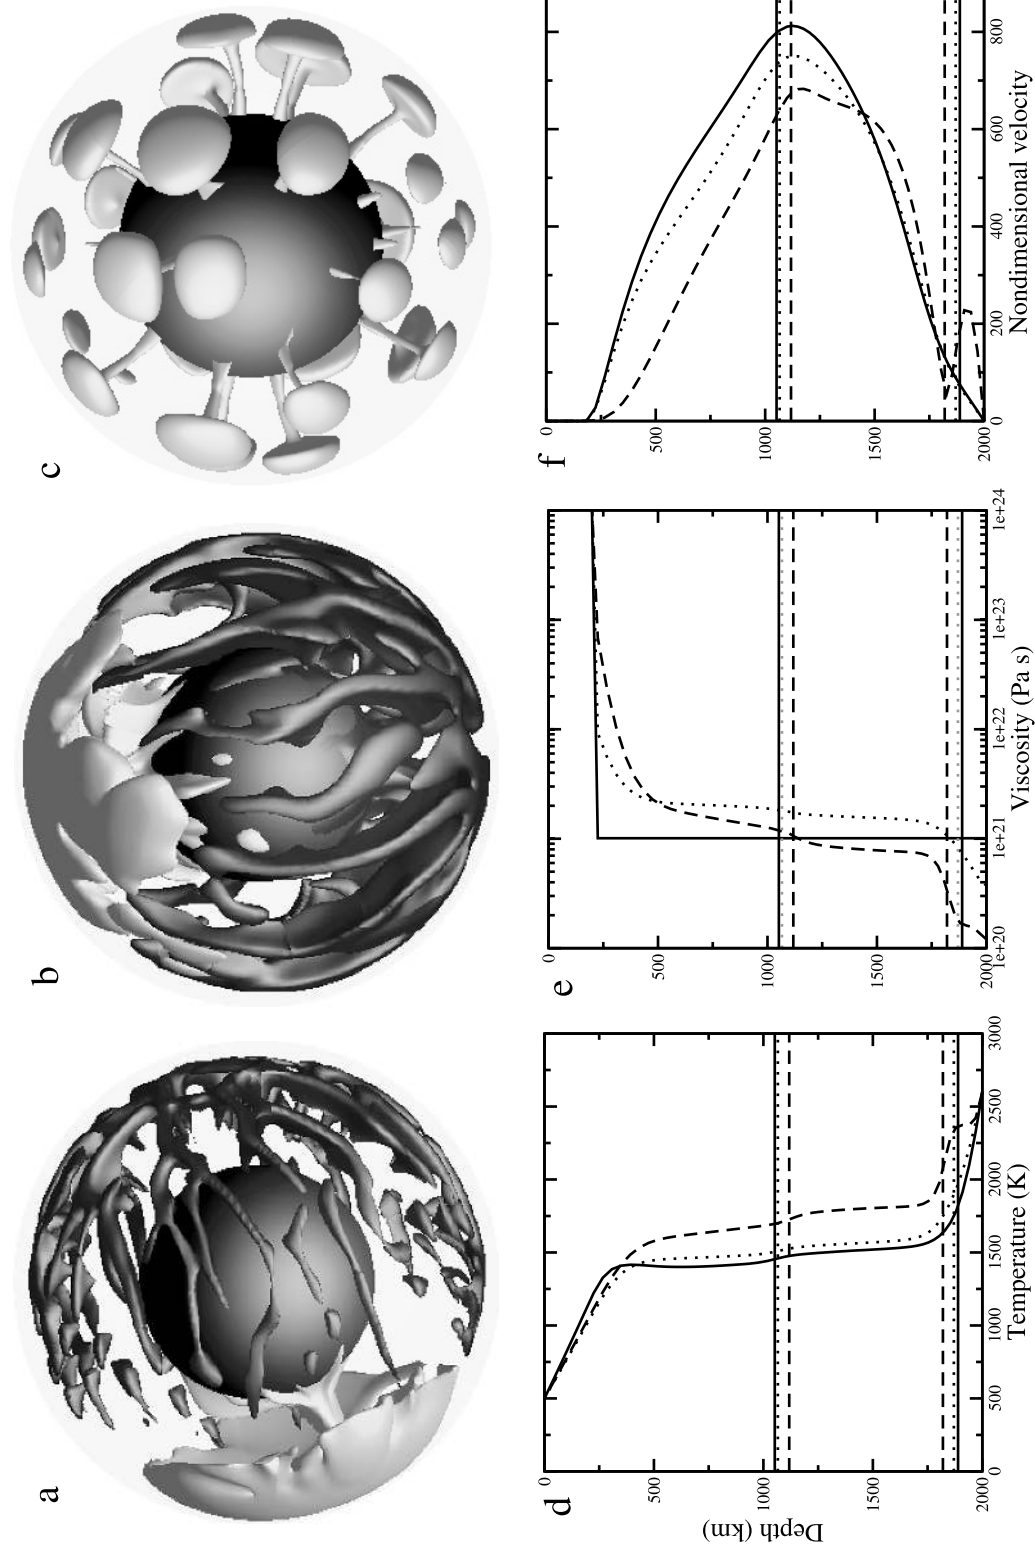 a
b
c
d
0
500
1000
1500
2000
Depth (km)
0
500
1000
1500
2000
2500
3000
Temperature (K)
e
0
500
1000
1500
2000
1e+20
1e+21
1e+22
1e+23
1e+24
Viscosity (Pa s)
f
0
500
1000
1500
2000
0
200
400
600
800
Nondimensional velocity